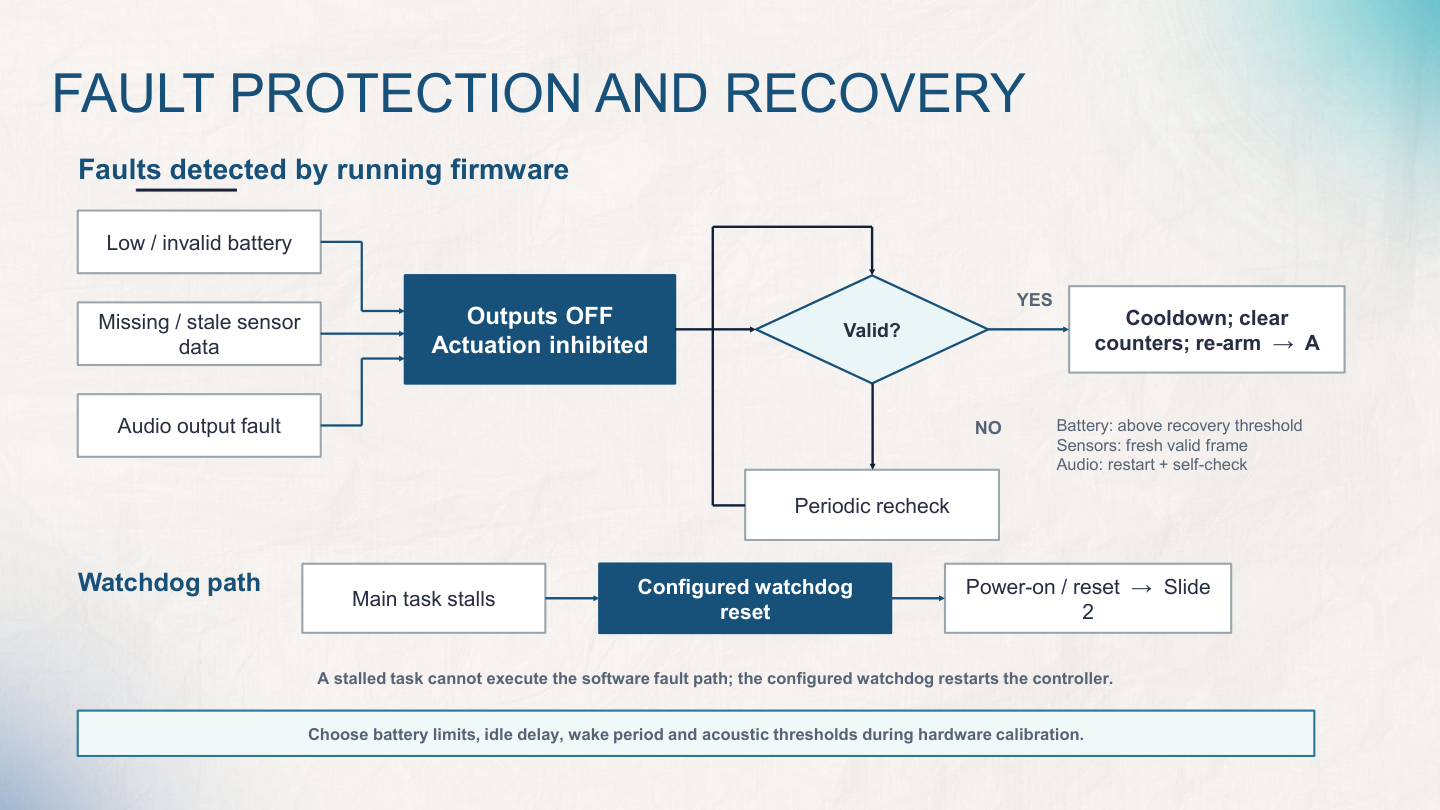 FAULT PROTECTION AND RECOVERY
Faults detected by running firmware
Low / invalid battery
Missing / stale sensor
data
Audio output fault
Outputs OFF
Actuation inhibited
Valid?
YES
Cooldown; clear
counters; re-arm → A
NO
Battery: above recovery threshold
Sensors: fresh valid frame
Audio: restart + self-check
Periodic recheck
Watchdog path
Main task stalls
Configured watchdog
reset
Power-on / reset → Slide
2
A stalled task cannot execute the software fault path; the configured watchdog restarts the controller.
Choose battery limits, idle delay, wake period and acoustic thresholds during hardware calibration.